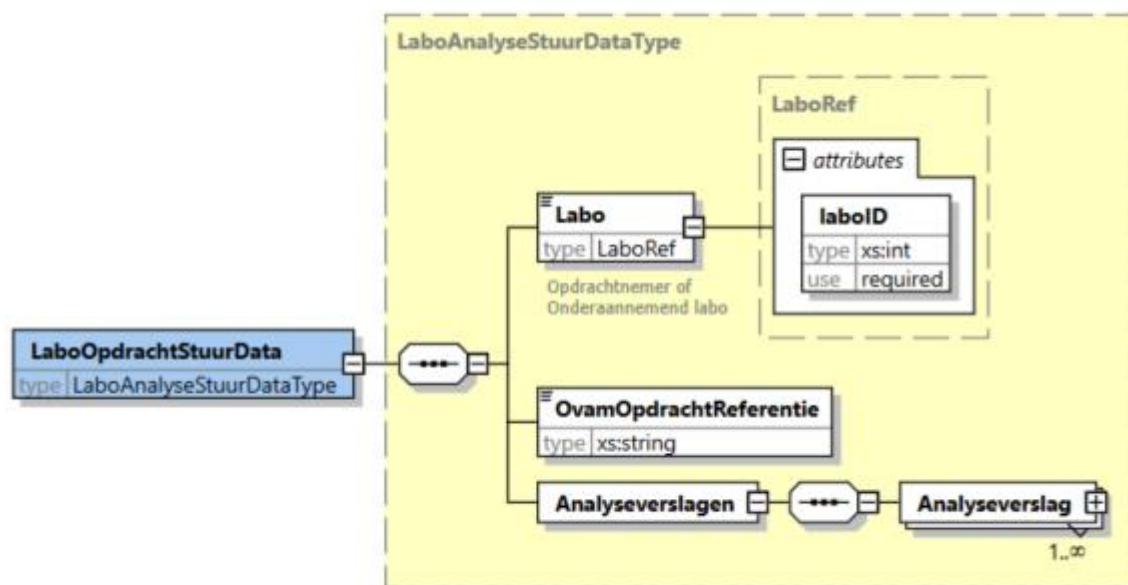 LaboAnalyseStuurDataType
LaboRef
attributes
laboID
type xs:int
use required
Labo
type LaboRef
Opdrachtnemer of
Onderaannemend labo
LaboOpdrachtStuurData
type LaboAnalyseStuurDataType
OvamOpdrachtReferentie
type xs:string
Analyseverslagen
Analyseverslag
1..∞